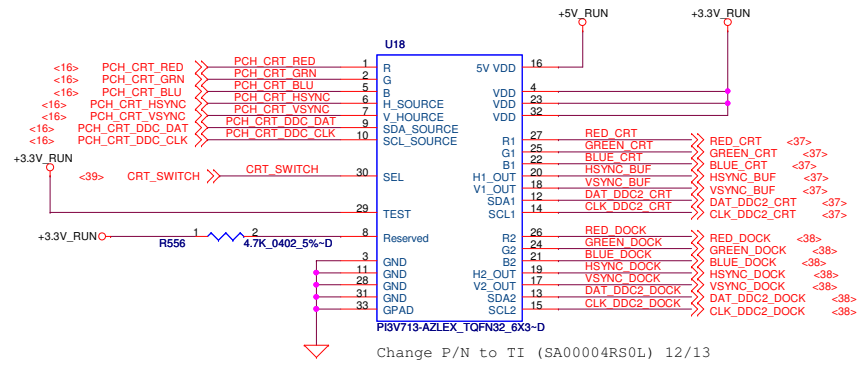 +5V_RUN +3.3V_RUN
U18
<16> PCH_CRT_RED PCH_CRT_RED 1 R 5V VDD 16
<16> PCH_CRT_GRN PCH_CRT_GRN 2 G
<16> PCH_CRT_BLU PCH_CRT_BLU 5 B VDD 4
<16> PCH_CRT_HSYNC PCH_CRT_HSYNC 6 H_SOURCE VDD 23
<16> PCH_CRT_VSYNC PCH_CRT_VSYNC 7 V_HOURCE VDD 32
<16> PCH_CRT_DDC_DAT PCH_CRT_DDC_DAT 9 SDA_SOURCE
<16> PCH_CRT_DDC_CLK PCH_CRT_DDC_CLK 10 SCL_SOURCE R1 27 RED_CRT RED_CRT <37>
G1 25 GREEN_CRT GREEN_CRT <37>
+3.3V_RUN B1 22 BLUE_CRT BLUE_CRT <37>
<39> CRT_SWITCH CRT_SWITCH 30 SEL H1_OUT 20 HSYNC_BUF HSYNC_BUF <37>
V1_OUT 18 VSYNC_BUF VSYNC_BUF <37>
SDA1 12 DAT_DDC2_CRT DAT_DDC2_CRT <37>
29 TEST SCL1 14 CLK_DDC2_CRT CLK_DDC2_CRT <37>
+3.3V_RUN R556 1 2 4.7K_0402_5%~D 8 Reserved R2 26 RED_DOCK RED_DOCK <38>
G2 24 GREEN_DOCK GREEN_DOCK <38>
3 GND B2 21 BLUE_DOCK BLUE_DOCK <38>
11 GND H2_OUT 19 HSYNC_DOCK HSYNC_DOCK <38>
28 GND V2_OUT 17 VSYNC_DOCK VSYNC_DOCK <38>
31 GND SDA2 13 DAT_DDC2_DOCK DAT_DDC2_DOCK <38>
33 GPAD SCL2 15 CLK_DDC2_DOCK CLK_DDC2_DOCK <38>
PI3V713-AZLEX_TQFN32_6X3~D
Change P/N to TI (SA00004RS0L) 12/13